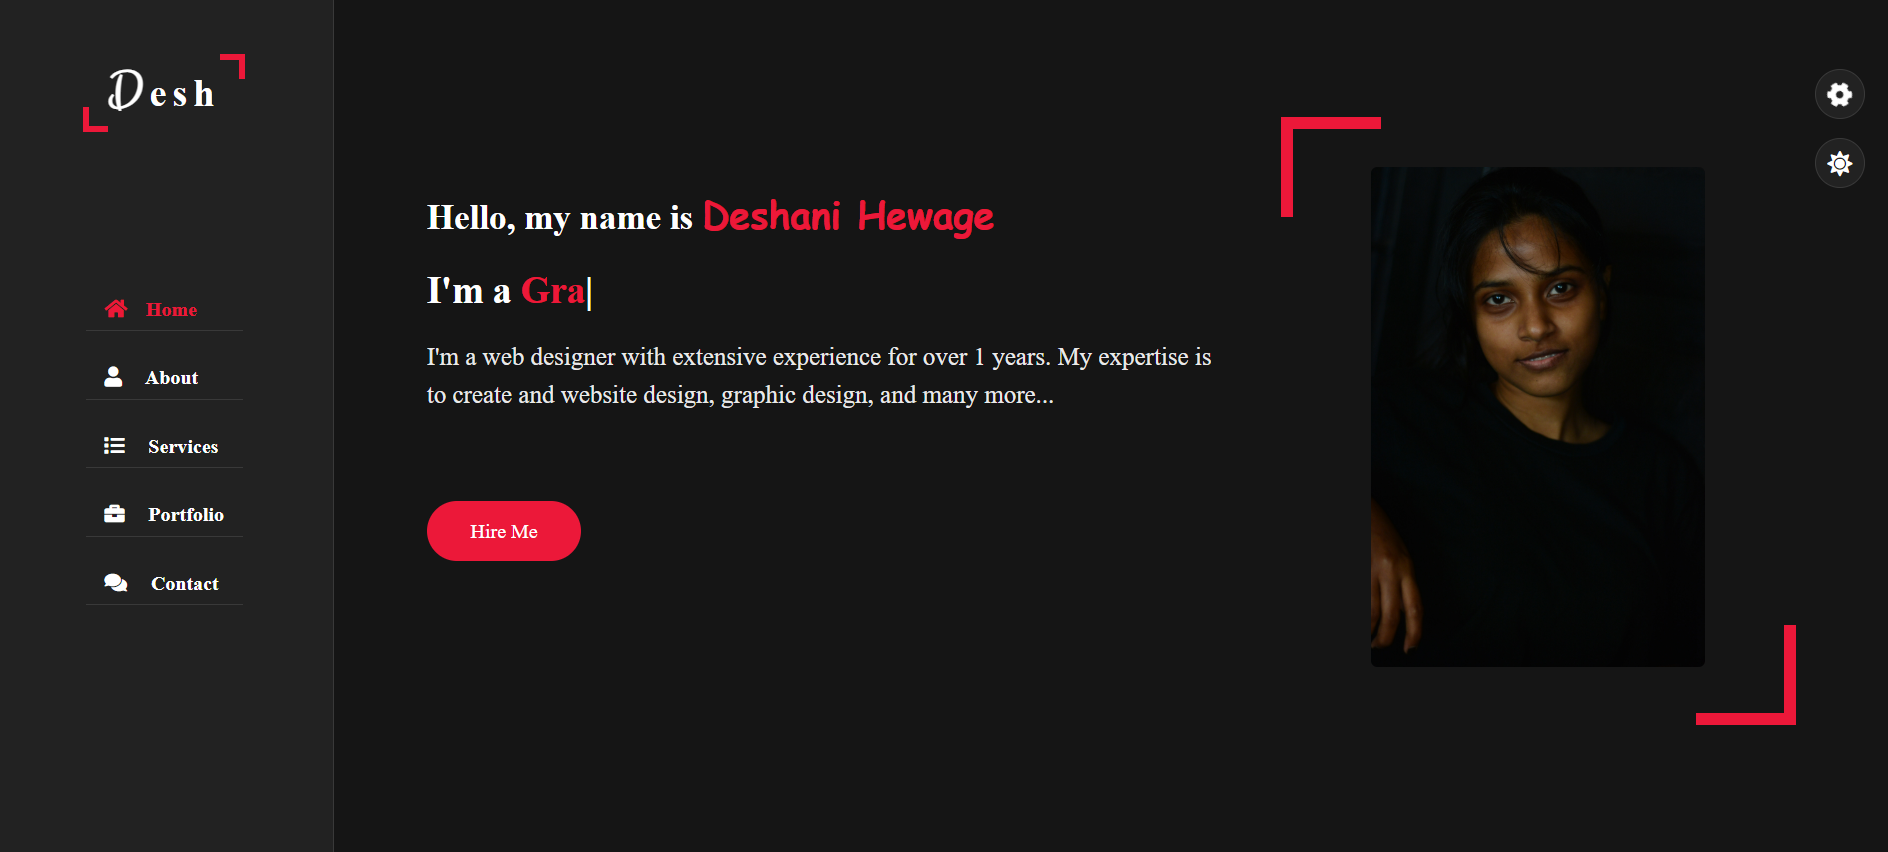 Desh
Home
About
Services
Portfolio
Contact
Hello, my name is Deshani Hewage
I'm a Gra|
I'm a web designer with extensive experience for over 1 years. My expertise is
to create and website design, graphic design, and many more...
Hire Me